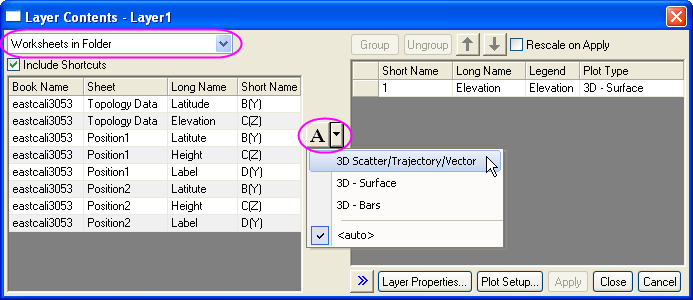 Layer Contents - Layer1
Worksheets in Folder
Group Ungroup Rescale on Apply
Include Shortcuts
Book Name Sheet Long Name Short Name
eastcali3053 Topology Data Latitude B(Y)
eastcali3053 Topology Data Elevation C(Z)
eastcali3053 Position1 Latitute B(Y)
eastcali3053 Position1 Height C(Z)
eastcali3053 Position1 Label D(Y)
eastcali3053 Position2 Latitute B(Y)
eastcali3053 Position2 Height C(Z)
eastcali3053 Position2 Label D(Y)
A
3D Scatter/Trajectory/Vector
3D - Surface
3D - Bars
<auto>
Short Name Long Name Legend Plot Type
1 Elevation Elevation 3D - Surface
Layer Properties... Plot Setup... Apply Close Cancel